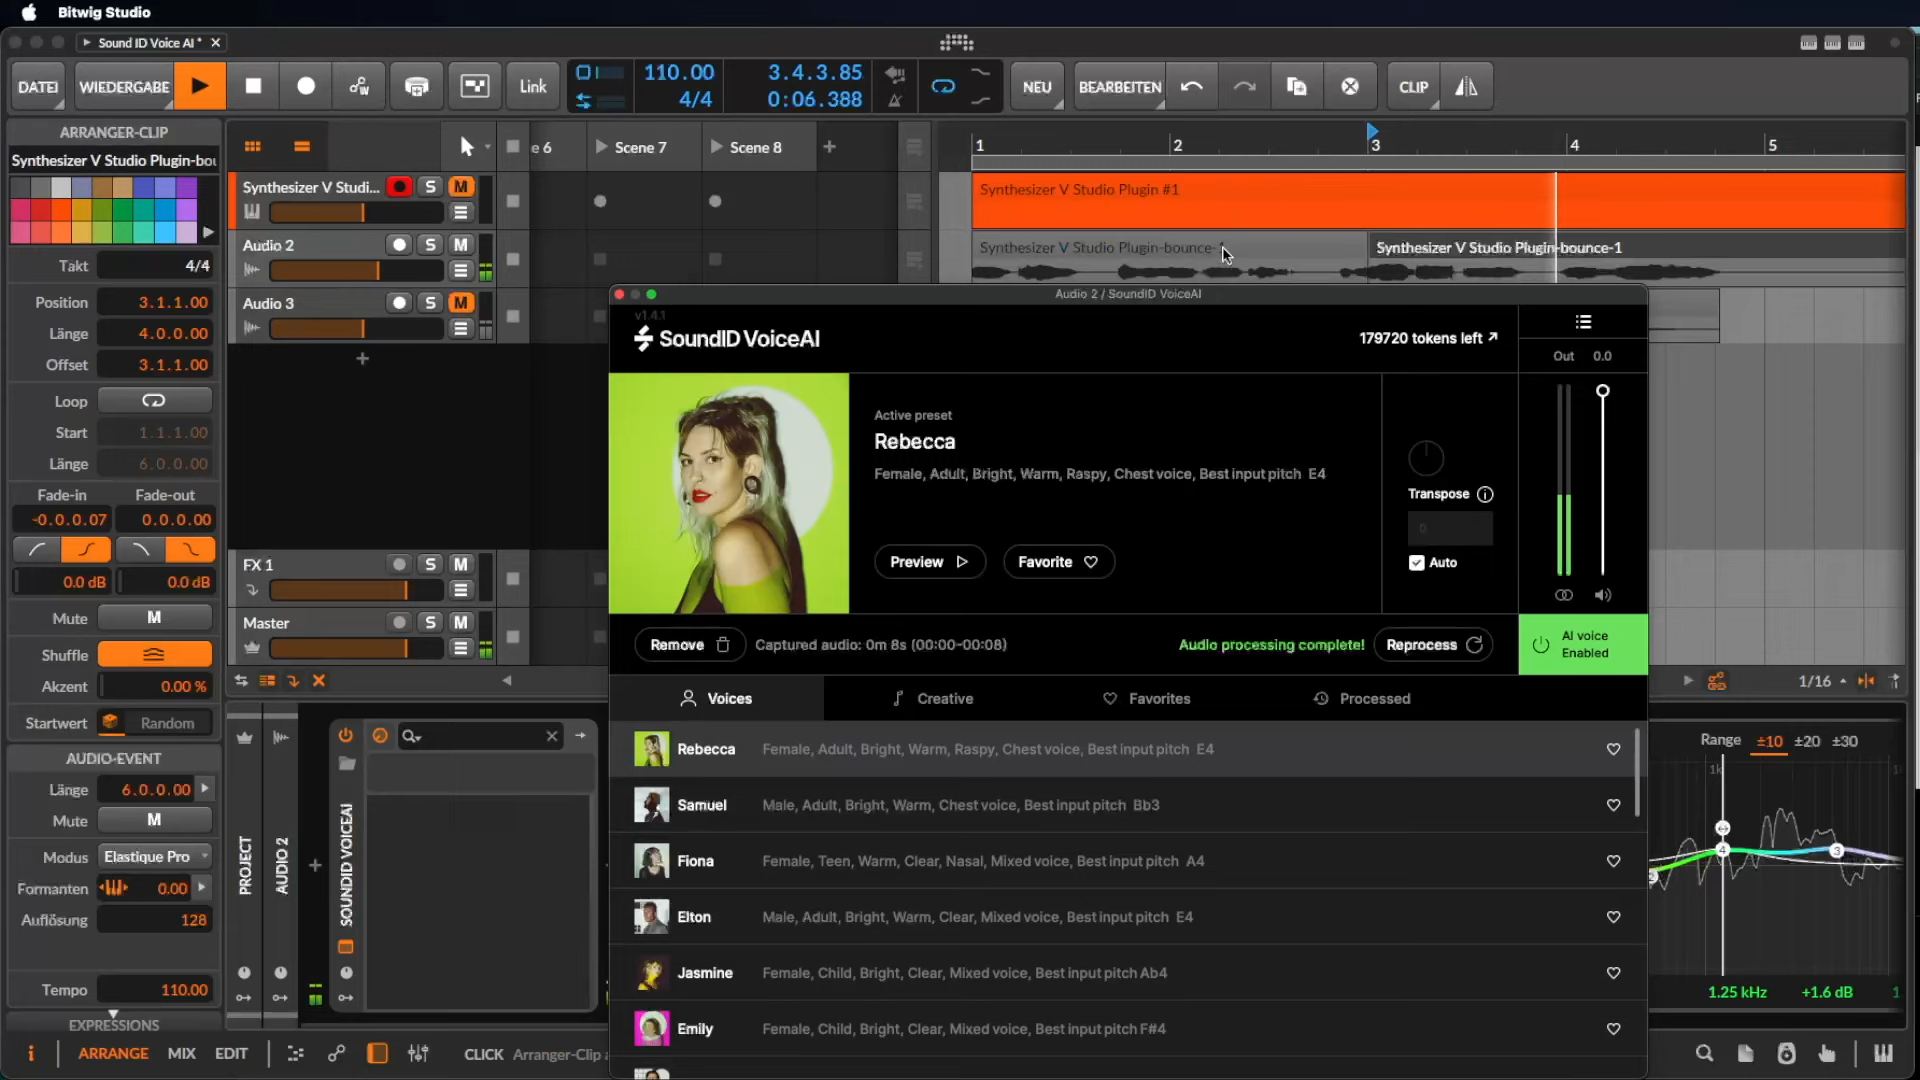 Bitwig Studio
Sound ID Voice AI *
DATEI
WIEDERGABE
Link
110.00
4/4
3.4.3.85
0:06.388
NEU
BEARBEITEN
CLIP
ARRANGER-CLIP
Synthesizer V Studio Plugin-bou
Takt 4/4
Position 3.1.1.00
Länge 4.0.0.00
Offset 3.1.1.00
Loop
Start 1.1.1.00
Länge 6.0.0.00
Fade-in Fade-out
-0.0.0.07 0.0.0.00
0.0 dB 0.0 dB
Mute M
Shuffle
Akzent 0.00 %
Startwert Random
AUDIO-EVENT
Länge 6.0.0.00
Mute M
Modus Elastique Pro
Formanten 0.00
Auflösung 128
Tempo 110.00
EXPRESSIONS
e 6 Scene 7 Scene 8
Synthesizer V Studi... S M
Audio 2 S M
Audio 3 S M
FX 1 S M
Master S M
1 2 3 4 5
Synthesizer V Studio Plugin #1
Synthesizer V Studio Plugin-bounce-1
Synthesizer V Studio Plugin-bounce-1
Audio 2 / SoundID VoiceAI
v1.4.1
SoundID VoiceAI
179720 tokens left
Out 0.0
Active preset
Rebecca
Female, Adult, Bright, Warm, Raspy, Chest voice, Best input pitch E4
Transpose
0
Auto
Preview
Favorite
Remove
Captured audio: 0m 8s (00:00-00:08)
Audio processing complete!
Reprocess
AI voice
Enabled
Voices Creative Favorites Processed
Rebecca Female, Adult, Bright, Warm, Raspy, Chest voice, Best input pitch E4
Samuel Male, Adult, Bright, Warm, Chest voice, Best input pitch Bb3
Fiona Female, Teen, Warm, Clear, Nasal, Mixed voice, Best input pitch A4
Elton Male, Adult, Bright, Warm, Clear, Mixed voice, Best input pitch E4
Jasmine Female, Child, Bright, Clear, Mixed voice, Best input pitch Ab4
Emily Female, Child, Bright, Clear, Mixed voice, Best input pitch F#4
1/16
Range ±10 ±20 ±30
1k
4
3
1.25 kHz +1.6 dB 1
PROJECT
AUDIO 2
SOUNDID VOICEAI
i ARRANGE MIX EDIT
CLICK Arranger-Clip